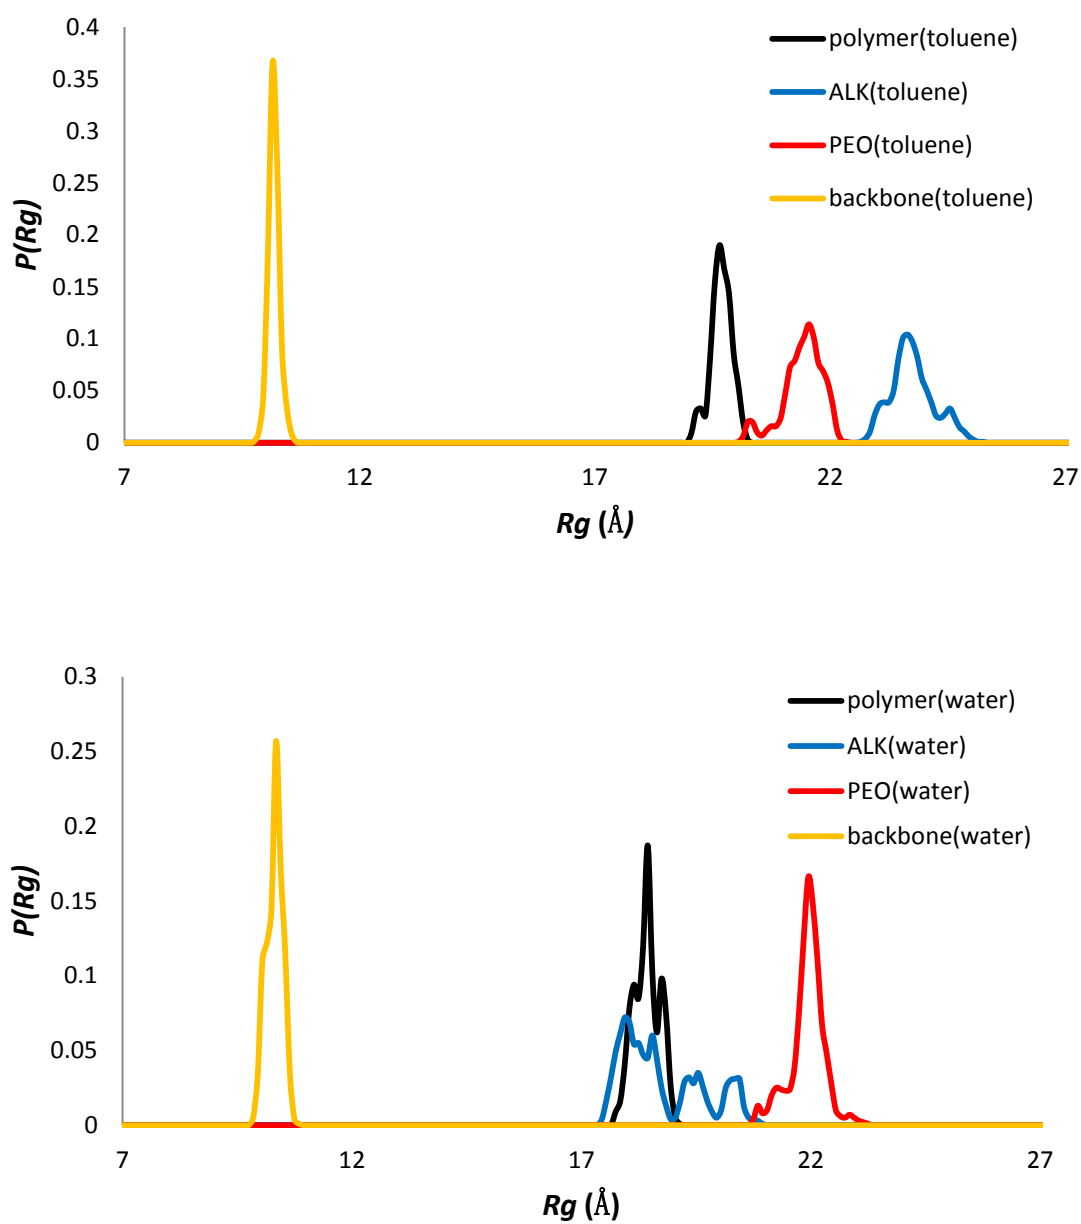 0.4
0.35
0.3
0.25
0.2
0.15
0.1
0.05
0
P(Rg)
polymer(toluene)
ALK(toluene)
PEO(toluene)
backbone(toluene)
7 12 17 22 27
Rg (Å)
0.3
0.25
0.2
0.15
0.1
0.05
0
P(Rg)
polymer(water)
ALK(water)
PEO(water)
backbone(water)
7 12 17 22 27
Rg (Å)